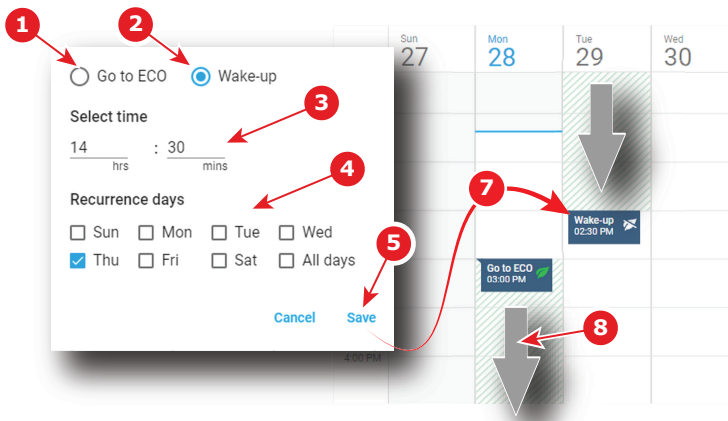 1
2
Go to ECO
Wake-up
Select time
3
14 : 30
hrs mins
4
Recurrence days
Sun Mon Tue Wed
Thu Fri Sat All days
5
Cancel Save
Sun Mon Tue Wed
27 28 29 30
7
Wake-up
02:30 PM
Go to ECO
03:00 PM
8
4:00 PM